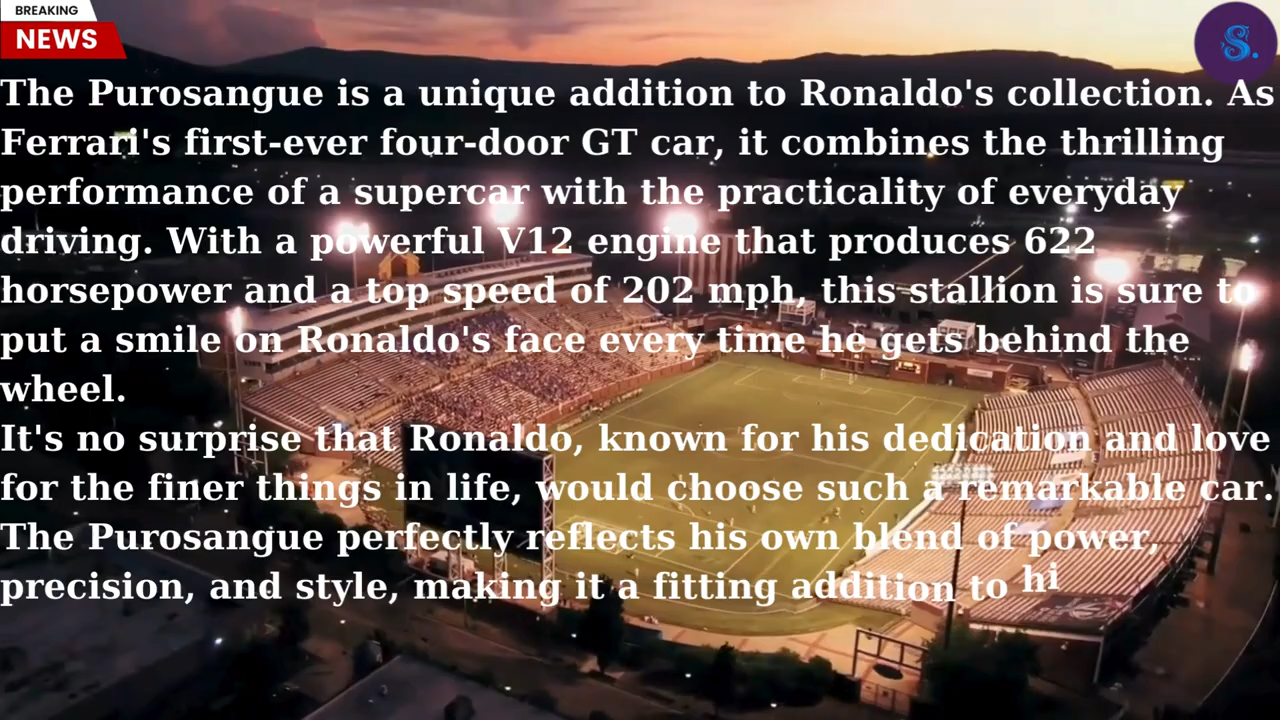 BREAKING
NEWS
S.
The Purosangue is a unique addition to Ronaldo's collection. As
Ferrari's first-ever four-door GT car, it combines the thrilling
performance of a supercar with the practicality of everyday
driving. With a powerful V12 engine that produces 622
horsepower and a top speed of 202 mph, this stallion is sure to
put a smile on Ronaldo's face every time he gets behind the
wheel.
It's no surprise that Ronaldo, known for his dedication and love
for the finer things in life, would choose such a remarkable car.
The Purosangue perfectly reflects his own blend of power,
precision, and style, making it a fitting addition to hi